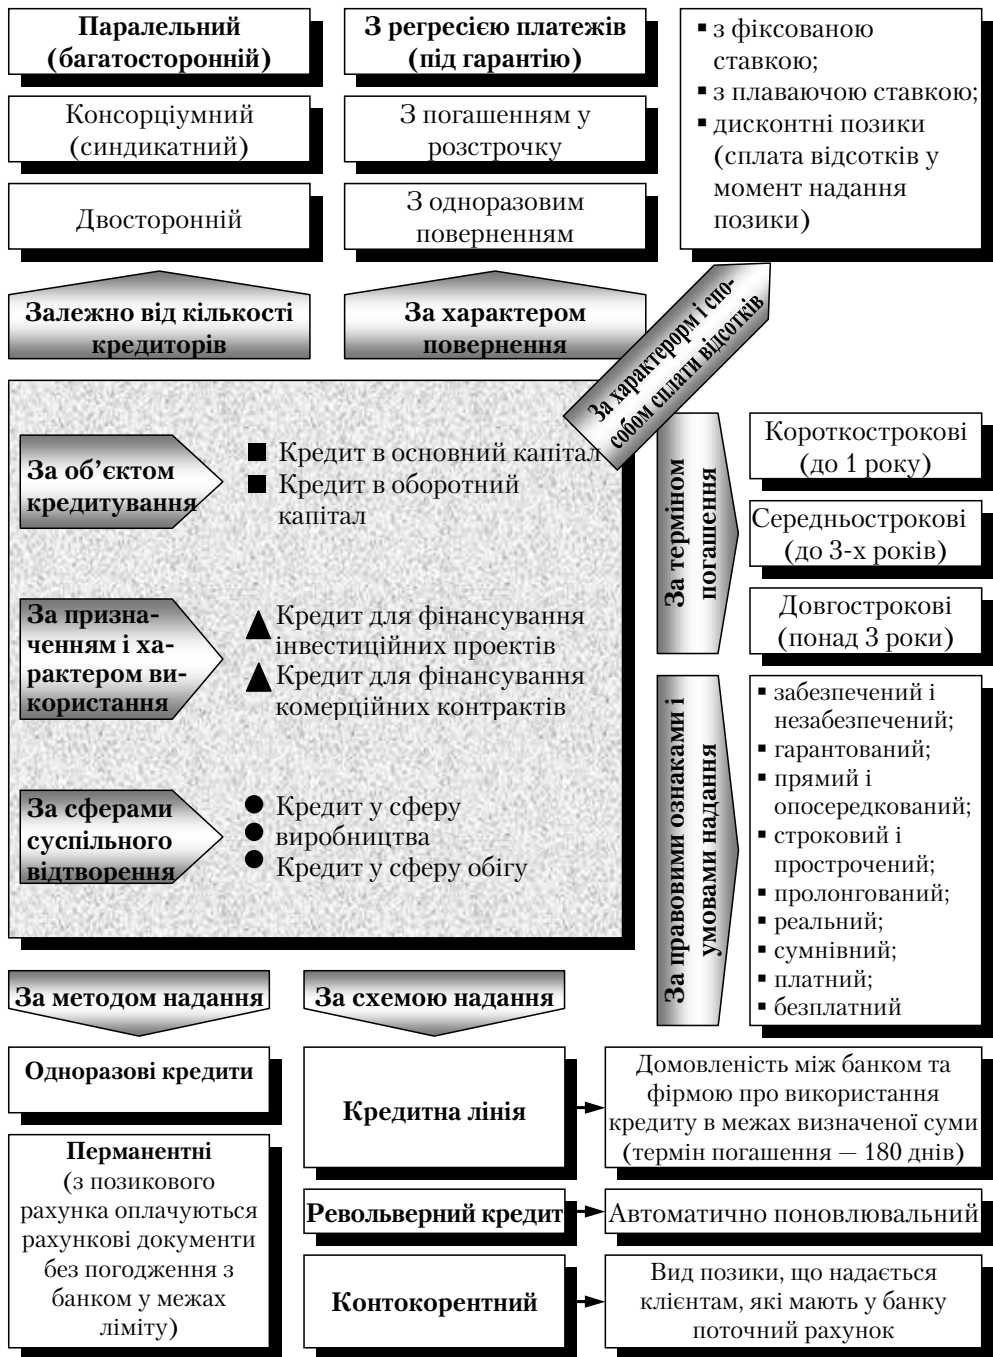 Паралельний
(багатосторонній)
Консорціумний
(синдикатний)
Двосторонній
Залежно від кількості
кредиторів
З регресією платежів
(під гарантію)
З погашенням у
розстрочку
З одноразовим
поверненням
За характером
повернення
▪ з фіксованою
ставкою;
▪ з плаваючою ставкою;
▪ дисконтні позики
(сплата відсотків у
момент надання
позики)
За характерорм і спо-
собом сплати відсотків
За об’єктом
кредитування
■ Кредит в основний капітал
■ Кредит в оборотний
капітал
За призна-
ченням і ха-
рактером ви-
користання
▲ Кредит для фінансування
інвестиційних проектів
▲ Кредит для фінансування
комерційних контрактів
За сферами
суспільного
відтворення
● Кредит у сферу
● виробництва
● Кредит у сферу обігу
За терміном
погашення
Короткострокові
(до 1 року)
Середньострокові
(до 3-х років)
Довгострокові
(понад 3 роки)
За правовими ознаками і
умовами надання
▪ забезпечений і
незабезпечений;
▪ гарантований;
▪ прямий і
опосередкований;
▪ строковий і
прострочений;
▪ пролонгований;
▪ реальний;
▪ сумнівний;
▪ платний;
▪ безплатний
За методом надання
Одноразові кредити
Перманентні
(з позикового
рахунка оплачуються
рахункові документи
без погодження з
банком у межах
ліміту)
За схемою надання
Кредитна лінія
Домовленість між банком та
фірмою про використання
кредиту в межах визначеної суми
(термін погашення — 180 днів)
Револьверний кредит
Автоматично поновлювальний
Контокорентний
Вид позики, що надається
клієнтам, які мають у банку
поточний рахунок